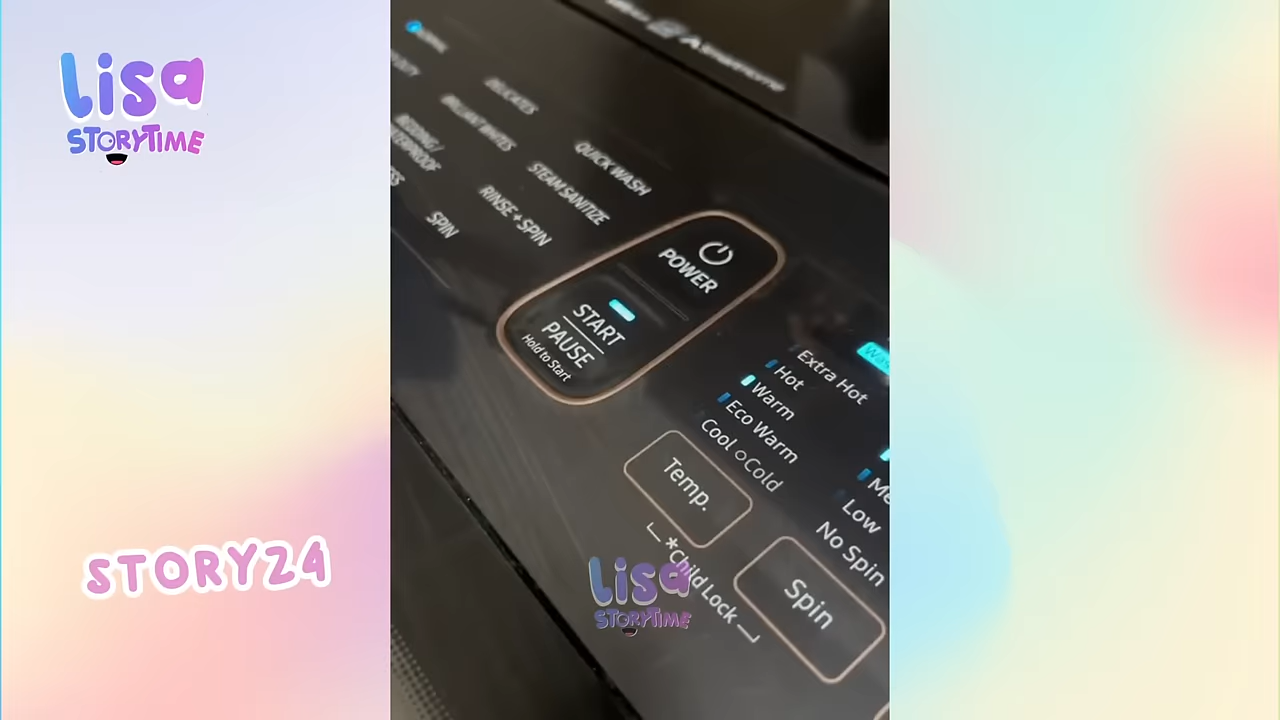 Lisa
STORYTIME
STORY24
DELICATES
BRILLIANT WHITES
QUICK WASH
BEDDING/
STEAM SANITIZE
RINSE + SPIN
SPIN
POWER
START
PAUSE
Hold to Start
Extra Hot
Hot
Warm
Eco Warm
Cool Cold
Temp.
Low
No Spin
Spin
*Child Lock
Lisa
STORYTIME